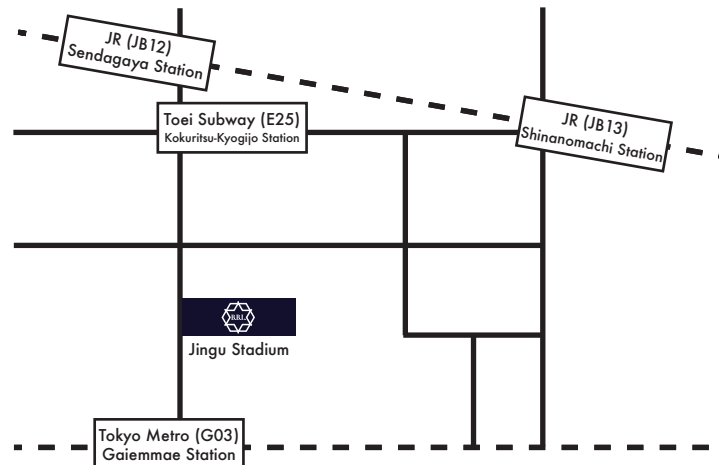 JR (JB12)
Sendagaya Station
Toei Subway (E25)
Kokuritsu-Kyogijo Station
JR (JB13)
Shinanomachi Station
RRL
Jingu Stadium
Tokyo Metro (G03)
Gaiemmae Station